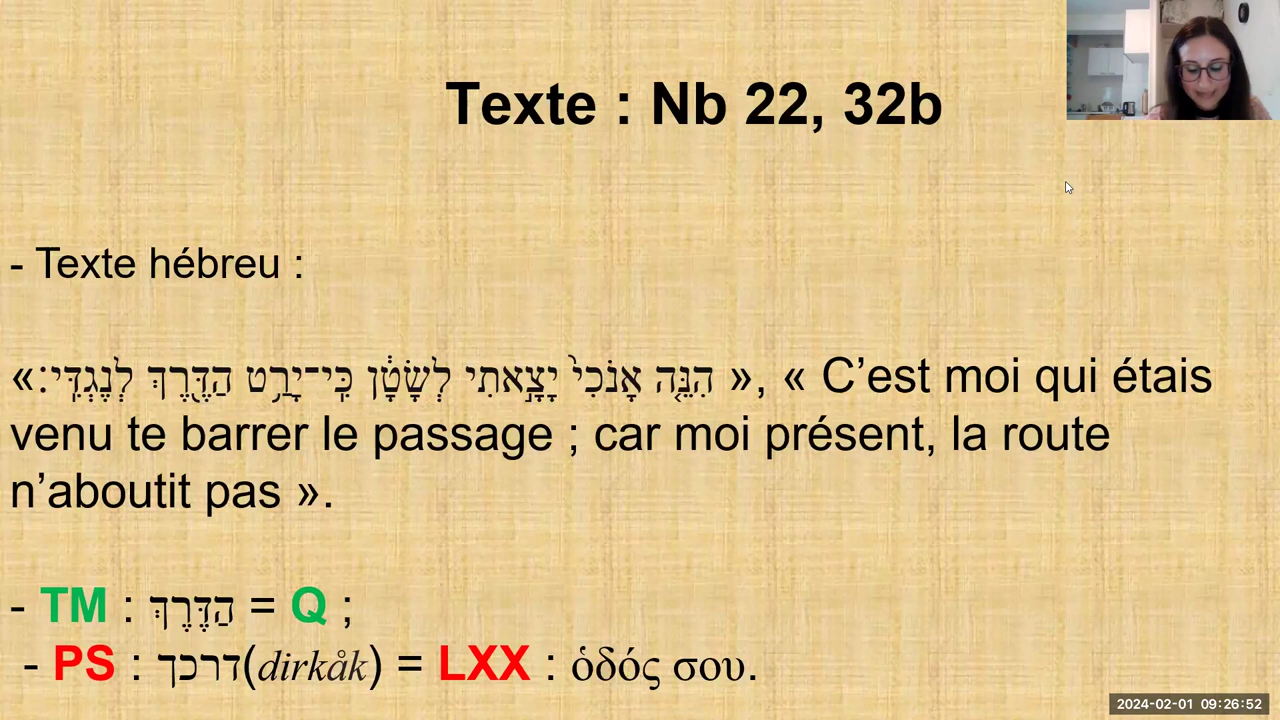 Texte : Nb 22, 32b
- Texte hébreu :
« הִנֵּ֤ה אָנֹכִי֙ יָצָ֣אתִי לְשָׂטָ֔ן כִּֽי־יָרַ֥ט הַדֶּ֖רֶךְ לְנֶגְדִּֽי׃ », « C’est moi qui étais
venu te barrer le passage ; car moi présent, la route
n’aboutit pas ».
- TM : הַדֶּרֶךְ = Q ;
- PS : דרכך(dirkåk) = LXX : ὁδός σου.
2024-02-01 09:26:52